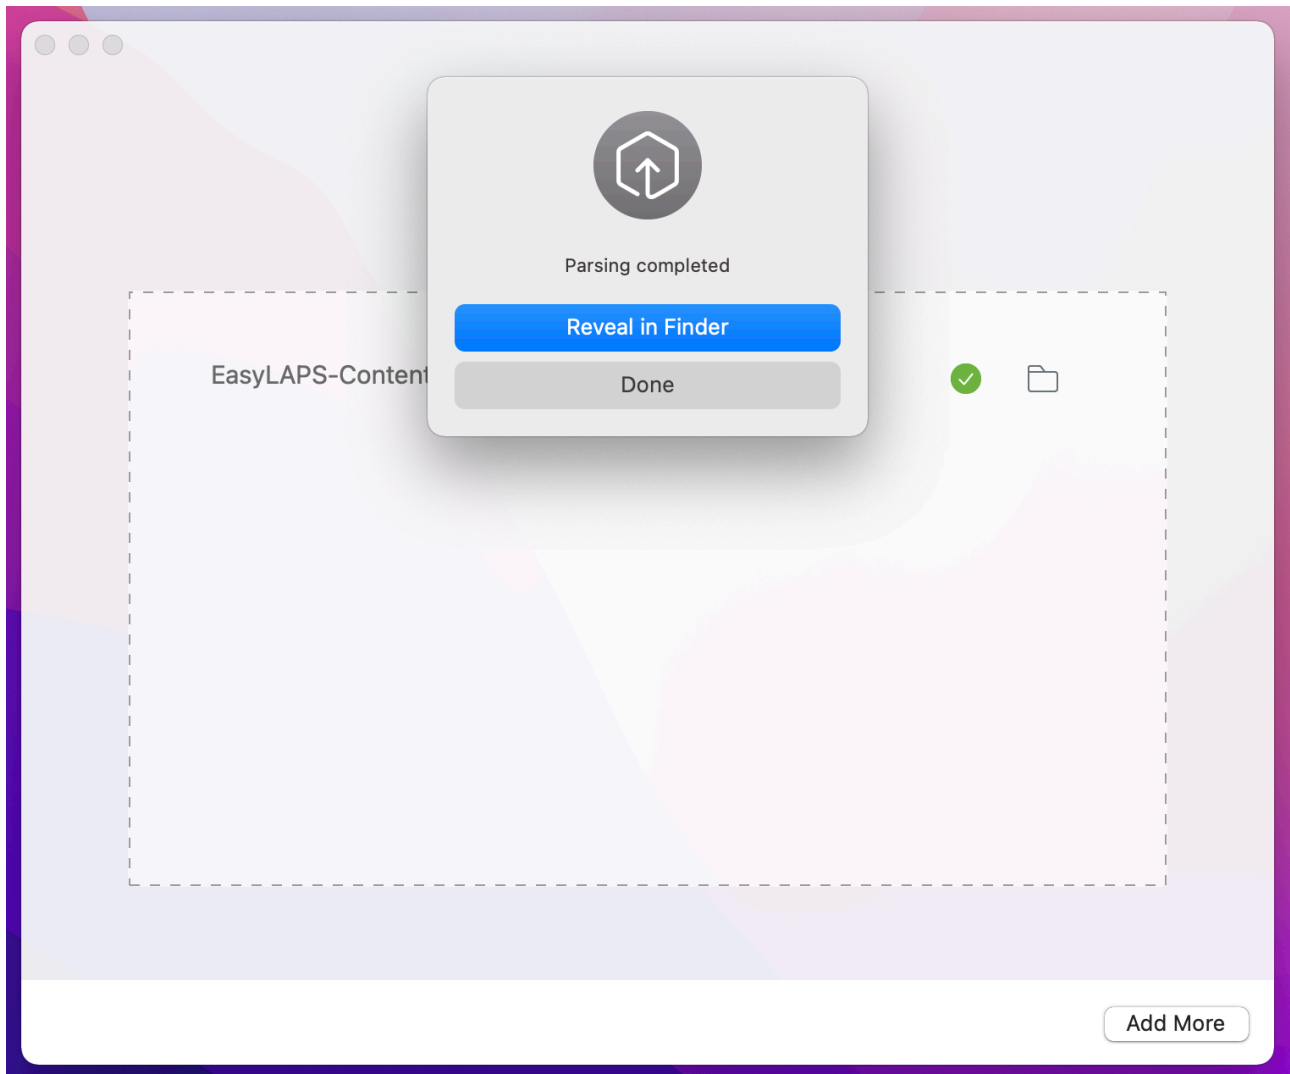 Parsing completed
Reveal in Finder
EasyLAPS-Content
Done
Add More